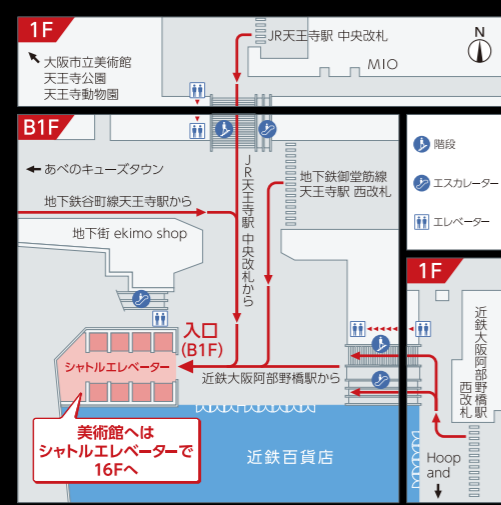 1F
JR天王寺駅 中央改札
N
MIO
大阪市立美術館
天王寺公園
天王寺動物園
B1F
階段
エスカレーター
エレベーター
あべのキューズタウン
地下鉄谷町線天王寺駅から
地下街 ekimo shop
JR天王寺駅 中央改札から
地下鉄御堂筋線
天王寺駅 西改札
入口
(B1F)
シャトルエレベーター
近鉄大阪阿部野橋駅から
美術館へは
シャトルエレベーターで
16Fへ
近鉄百貨店
1F
近鉄大阪阿部野橋駅
西改札
Hoop
and